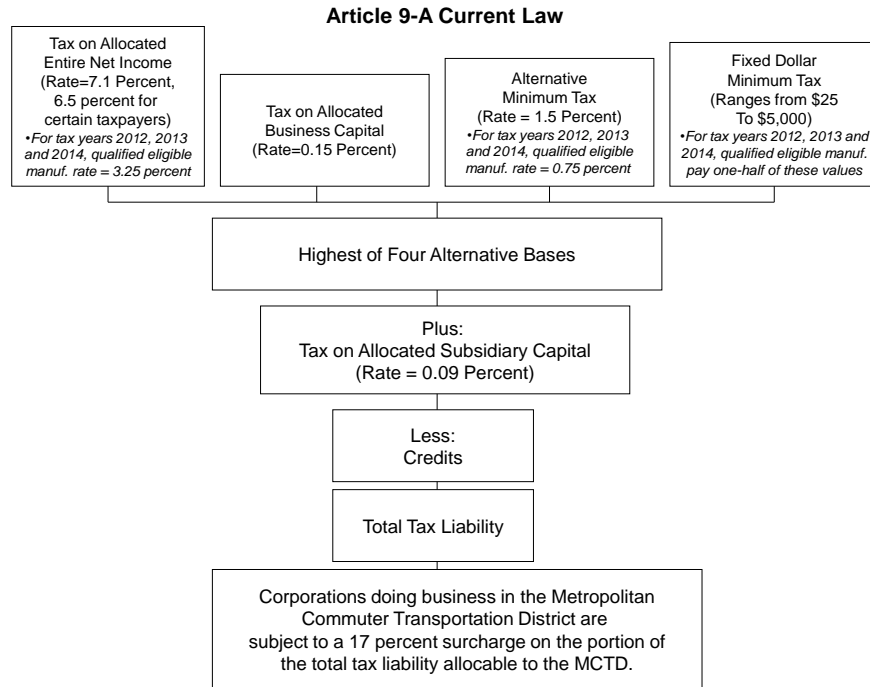 Article 9-A Current Law
Tax on Allocated
Entire Net Income
(Rate=7.1 Percent,
6.5 percent for
certain taxpayers)
•For tax years 2012, 2013
and 2014, qualified eligible
manuf. rate = 3.25 percent
Tax on Allocated
Business Capital
(Rate=0.15 Percent)
Alternative
Minimum Tax
(Rate = 1.5 Percent)
•For tax years 2012, 2013
and 2014, qualified eligible
manuf. rate = 0.75 percent
Fixed Dollar
Minimum Tax
(Ranges from $25
To $5,000)
•For tax years 2012, 2013 and
2014, qualified eligible manuf.
pay one-half of these values
Highest of Four Alternative Bases
Plus:
Tax on Allocated Subsidiary Capital
(Rate = 0.09 Percent)
Less:
Credits
Total Tax Liability
Corporations doing business in the Metropolitan
Commuter Transportation District are
subject to a 17 percent surcharge on the portion of
the total tax liability allocable to the MCTD.